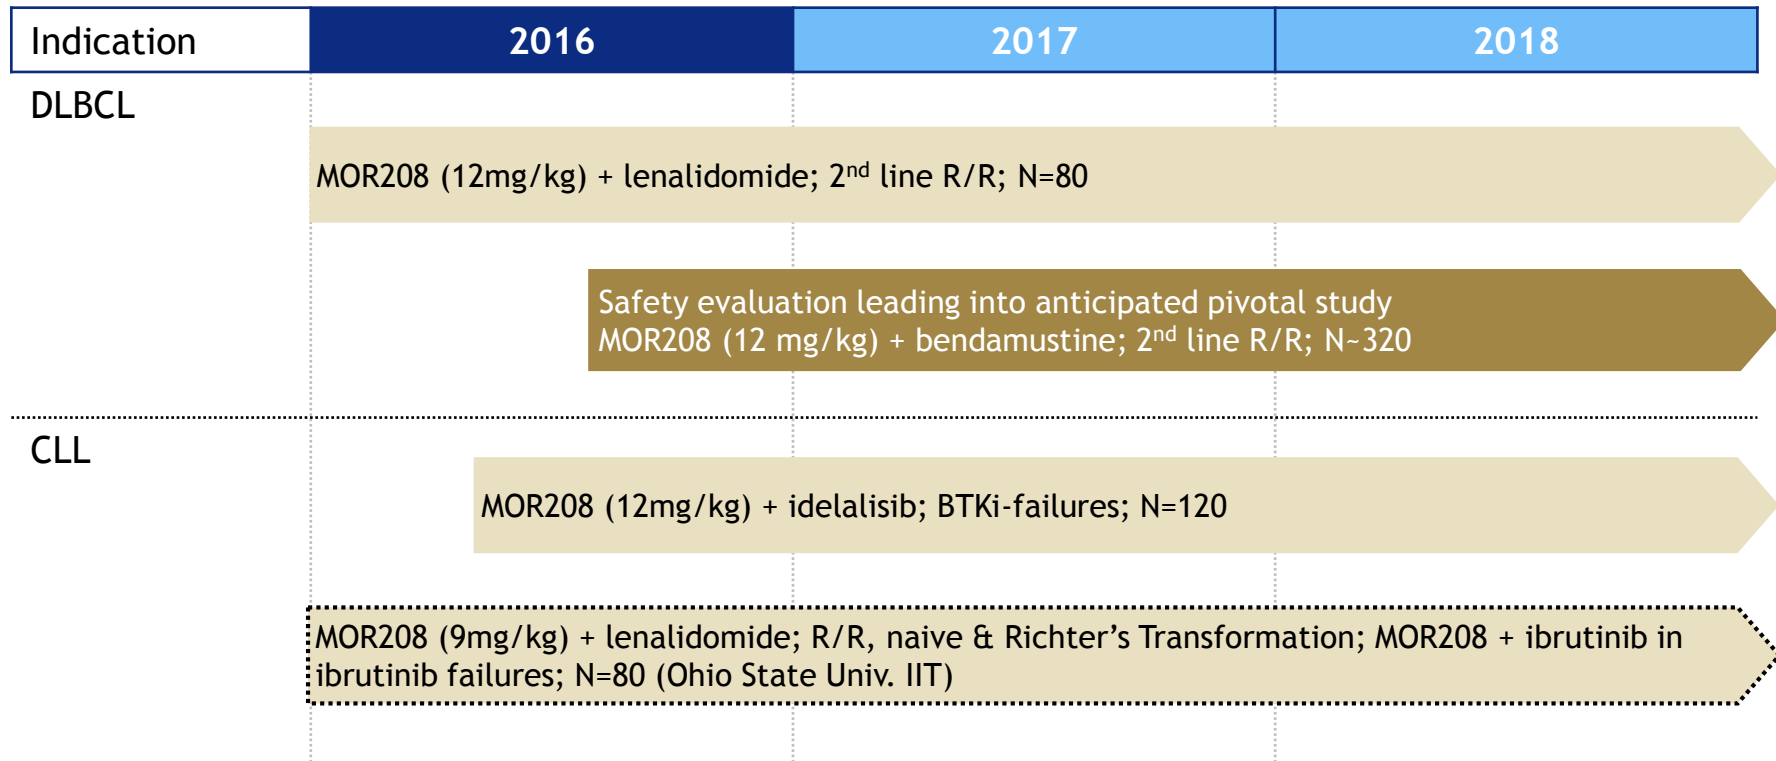 Indication 2016 2017 2018
DLBCL
MOR208 (12mg/kg) + lenalidomide; 2nd line R/R; N=80
Safety evaluation leading into anticipated pivotal study
MOR208 (12 mg/kg) + bendamustine; 2nd line R/R; N~320
CLL
MOR208 (12mg/kg) + idelalisib; BTKi-failures; N=120
MOR208 (9mg/kg) + lenalidomide; R/R, naive & Richter’s Transformation; MOR208 + ibrutinib in
ibrutinib failures; N=80 (Ohio State Univ. IIT)